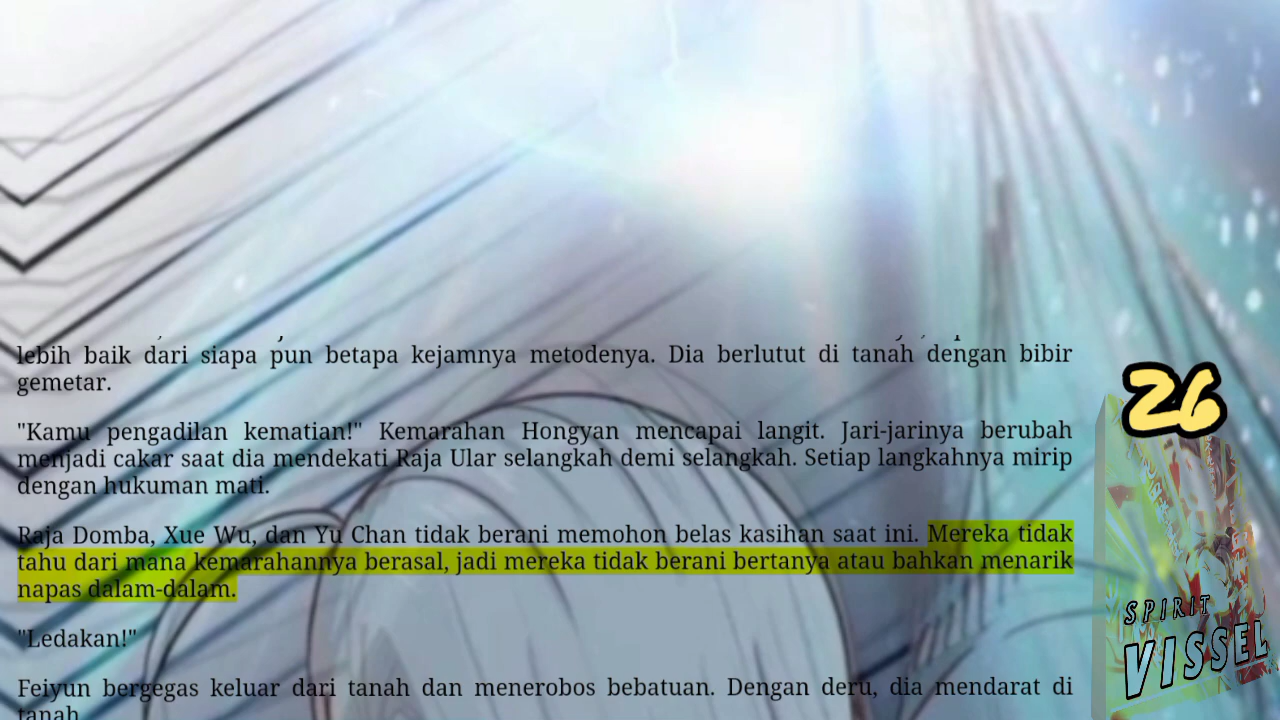 lebih baik dari siapa pun betapa kejamnya metodenya. Dia berlutut di tanah dengan bibir
gemetar.
"Kamu pengadilan kematian!" Kemarahan Hongyan mencapai langit. Jari-jarinya berubah
menjadi cakar saat dia mendekati Raja Ular selangkah demi selangkah. Setiap langkahnya mirip
dengan hukuman mati.
Raja Domba, Xue Wu, dan Yu Chan tidak berani memohon belas kasihan saat ini. Mereka tidak
tahu dari mana kemarahannya berasal, jadi mereka tidak berani bertanya atau bahkan menarik
napas dalam-dalam.
"Ledakan!"
Feiyun bergegas keluar dari tanah dan menerobos bebatuan. Dengan deru, dia mendarat di
tanah.
26
SPIRIT
VISSEL